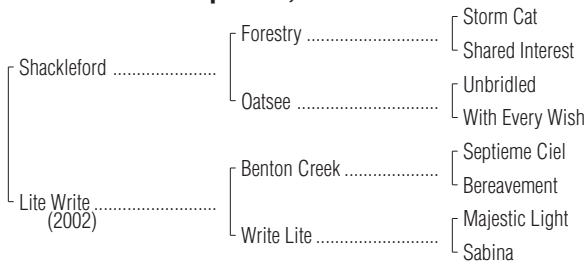 Storm Cat
Forestry ............................
Shared Interest
Shackleford ......................
Unbridled
Oatsee ...............................
With Every Wish
Septieme Ciel
Benton Creek ....................
Bereavement
Lite Write ..........................
(2002)
Majestic Light
Write Lite ..........................
Sabina